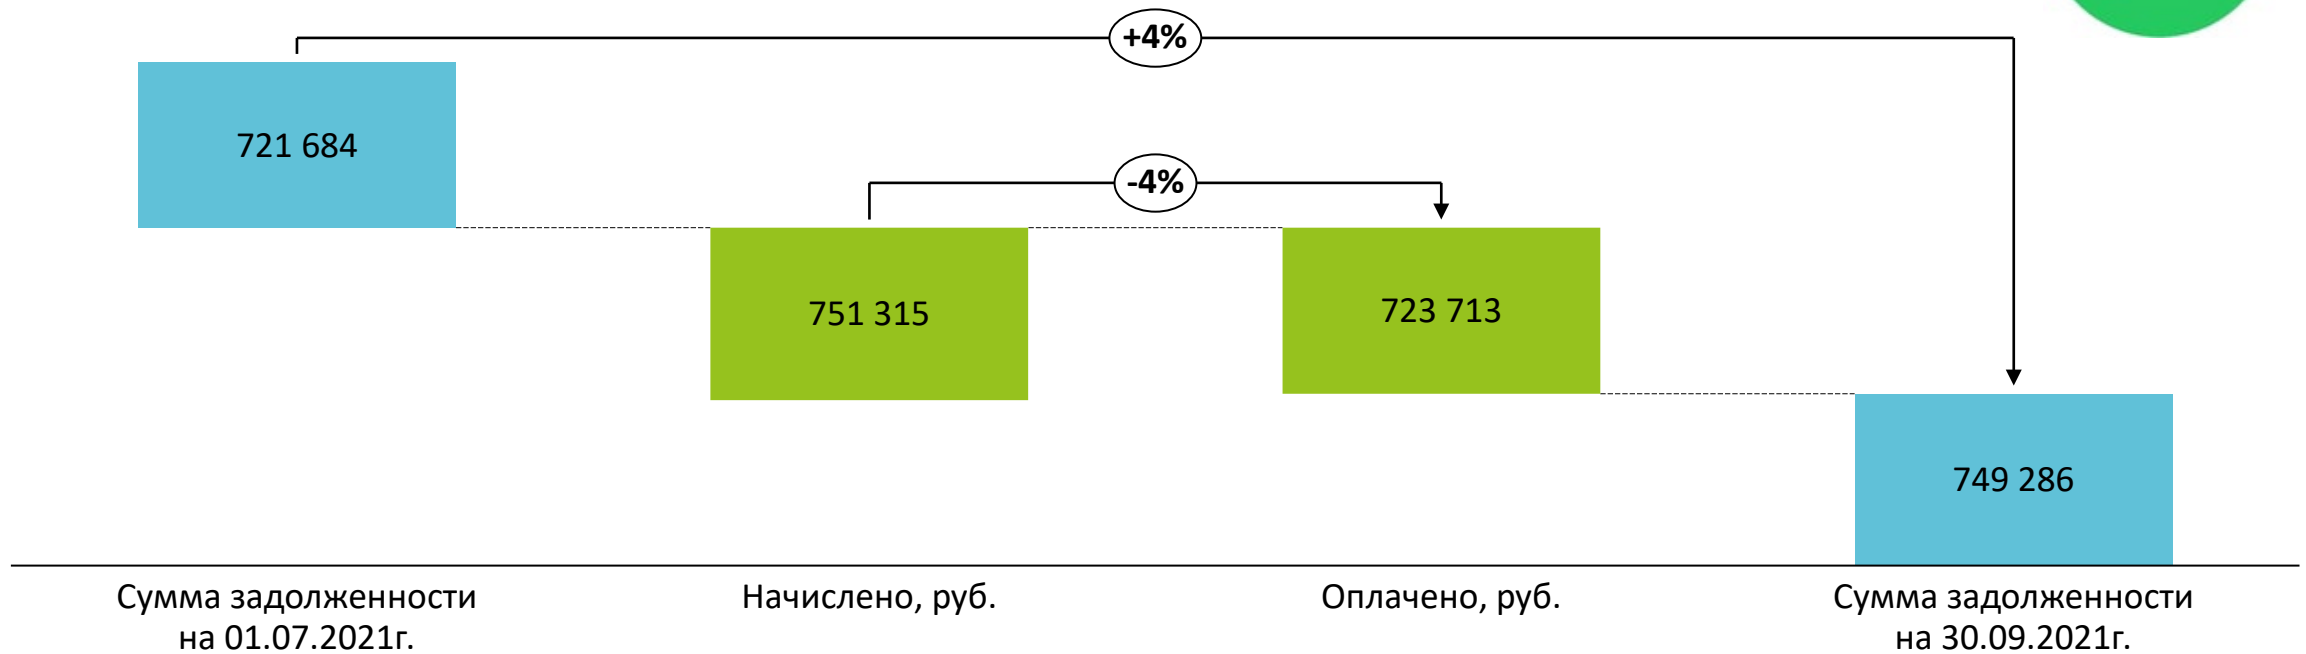 +4%
721 684
-4%
751 315
723 713
749 286
Сумма задолженности
на 01.07.2021г.
Начислено, руб.
Оплачено, руб.
Сумма задолженности
на 30.09.2021г.